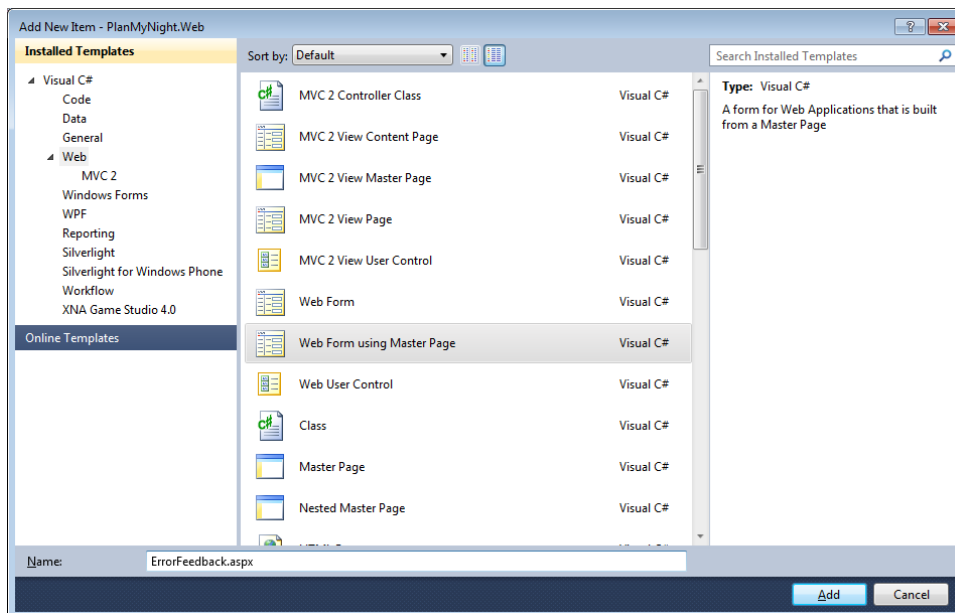 Add New Item - PlanMyNight.Web
Installed Templates
Visual C#
Code
Data
General
Web
MVC 2
Windows Forms
WPF
Reporting
Silverlight
Silverlight for Windows Phone
Workflow
XNA Game Studio 4.0
Online Templates
Sort by: Default
MVC 2 Controller Class Visual C#
MVC 2 View Content Page Visual C#
MVC 2 View Master Page Visual C#
MVC 2 View Page Visual C#
MVC 2 View User Control Visual C#
Web Form Visual C#
Web Form using Master Page Visual C#
Web User Control Visual C#
Class Visual C#
Master Page Visual C#
Nested Master Page Visual C#
Search Installed Templates
Type: Visual C#
A form for Web Applications that is built
from a Master Page
Name: ErrorFeedback.aspx
Add Cancel